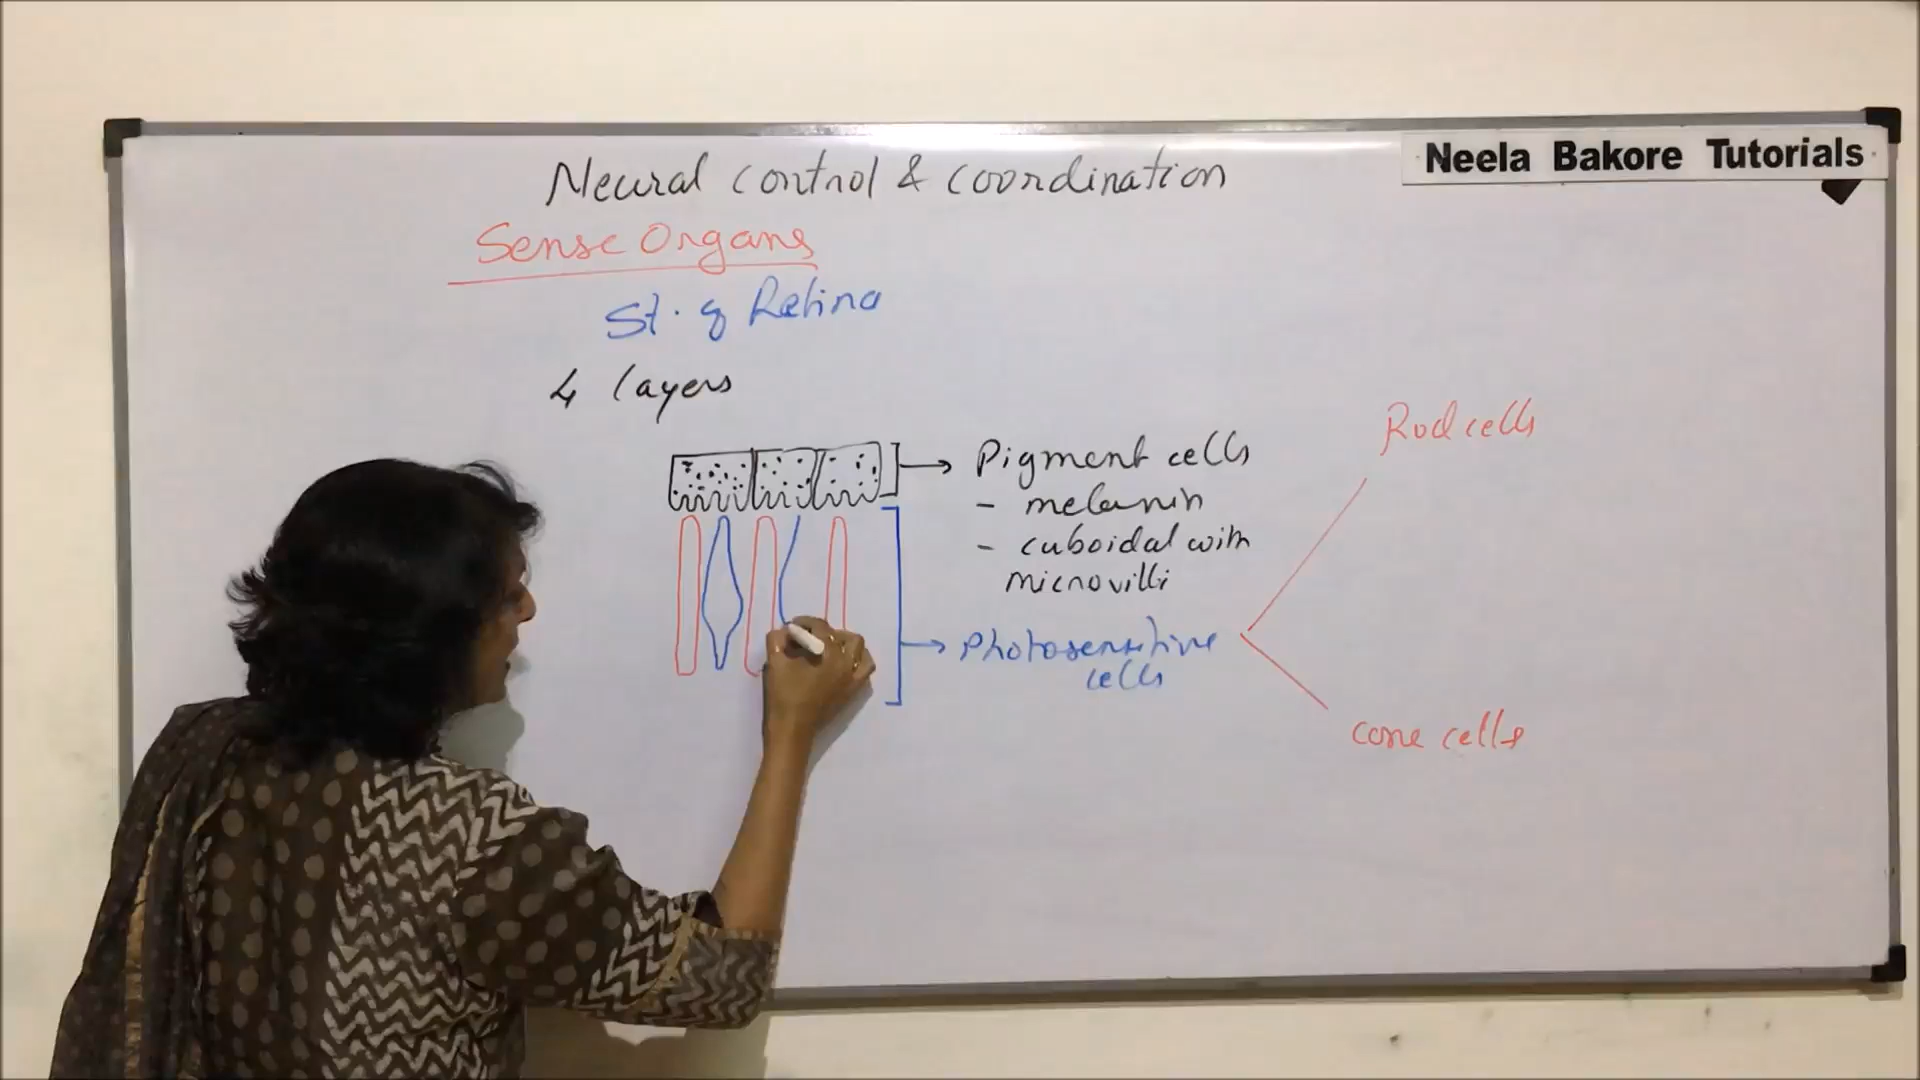 Neela Bakore Tutorials
Neural control & coordination
Sense Organs
St. of Retina
4 layers
Pigment cells
- melanin
- cuboidal with
microvilli
Photosensitive
cells
Rod cells
cone cells